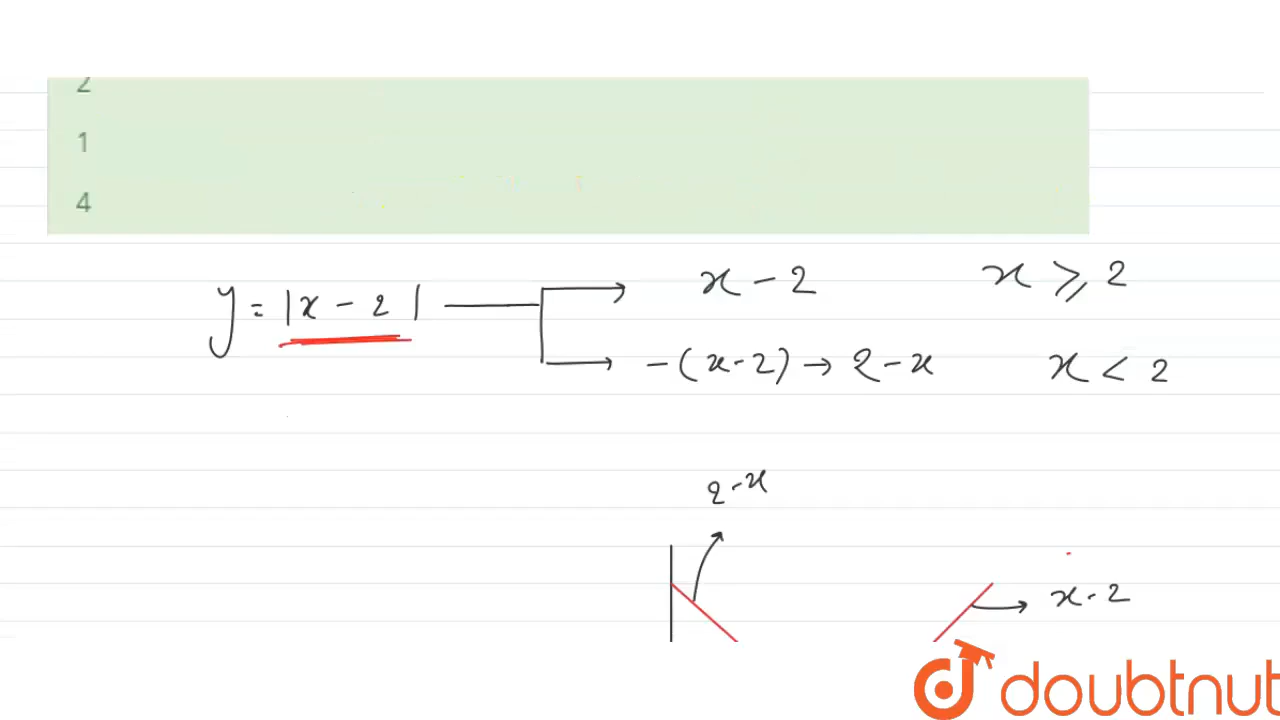 2
1
4
y = |x - 2| x - 2 x ⩾ 2
-(x - 2) → 2 - x x < 2
2 - x
x - 2
doubtnut